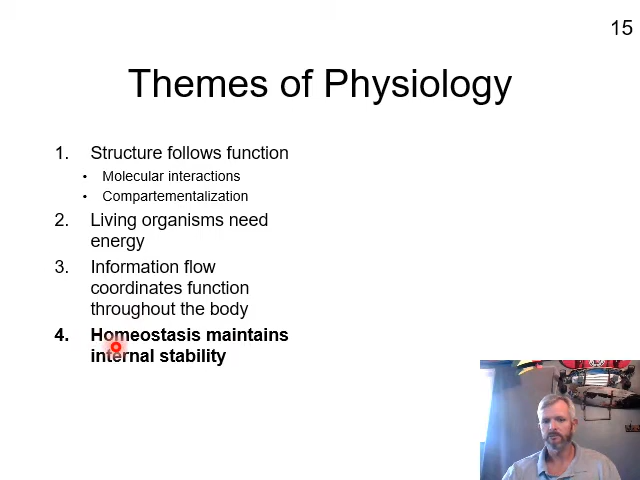 15
Themes of Physiology
1. Structure follows function
• Molecular interactions
• Compartementalization
2. Living organisms need
energy
3. Information flow
coordinates function
throughout the body
4. Homeostasis maintains
internal stability